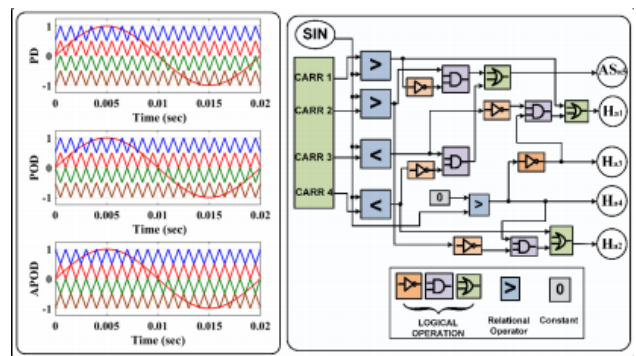 PD
1
0
-1
0 0.005 0.01 0.015 0.02
Time (sec)
POD
1
0
-1
0 0.005 0.010 0.015 0.02
Time (sec)
APOD
1
0
-1
0 0.005 0.01 0.015 0.02
Time (sec)
SIN
CARR 1
CARR 2
CARR 3
CARR 4
>
>
<
<
0
>
H
H
H
H
LOGICAL
OPERATION
>
Relational
Operator
0
Constant